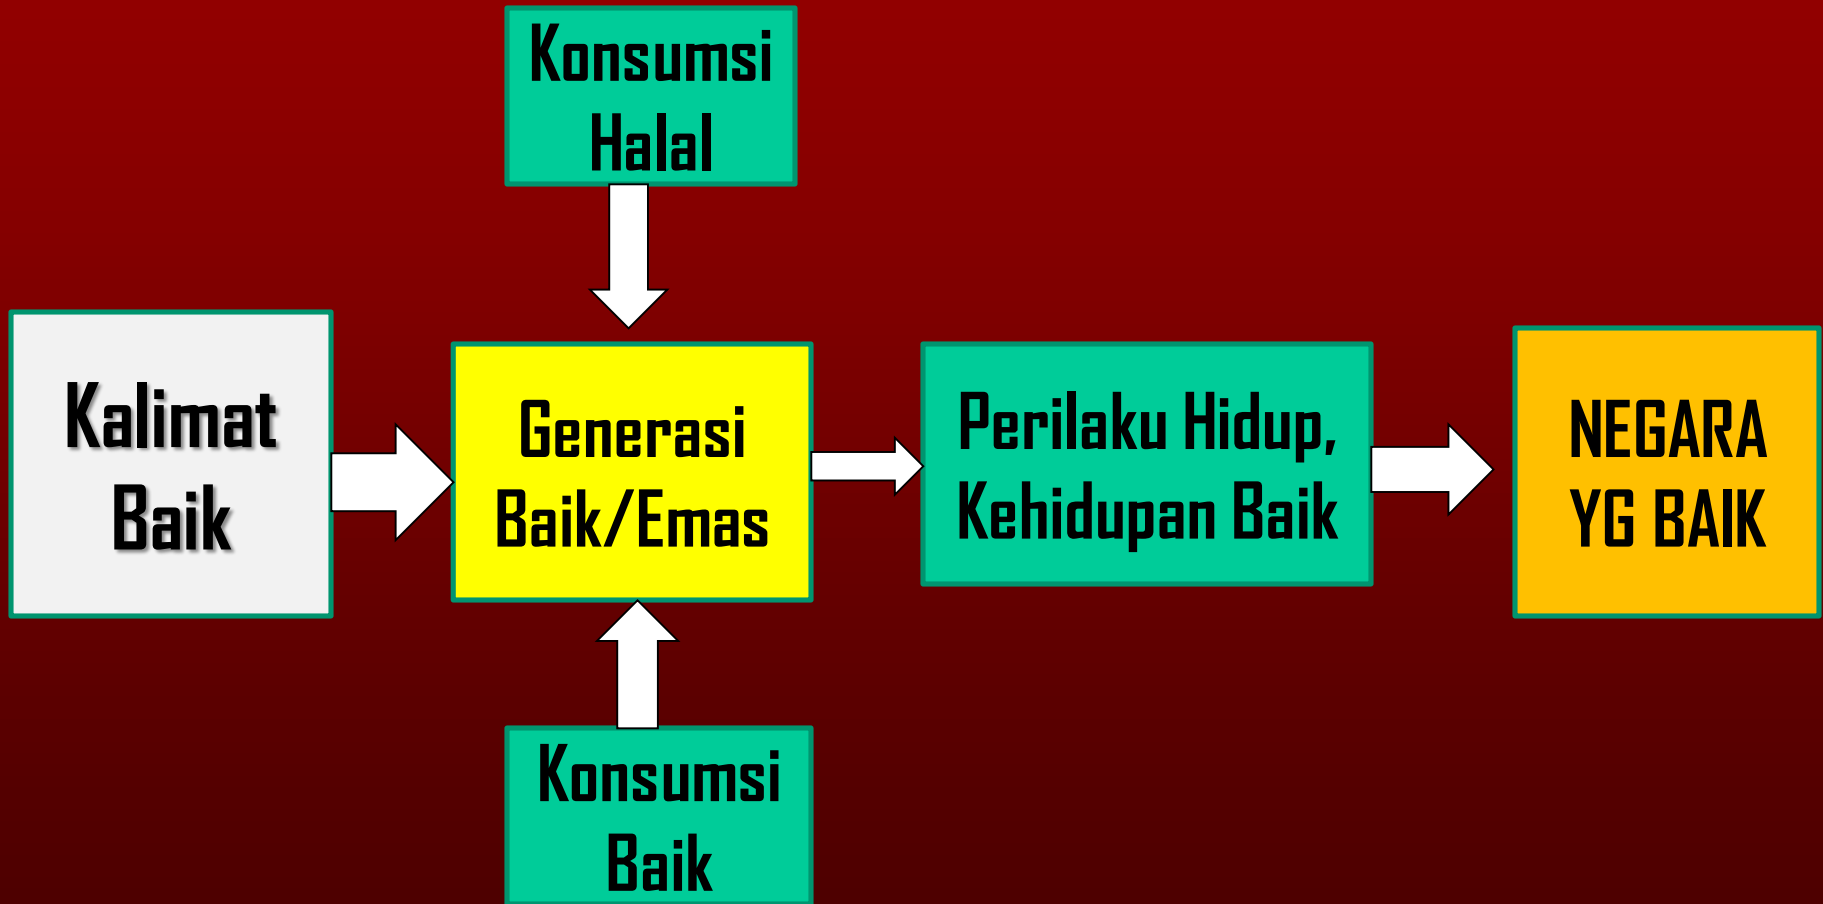 Konsumsi
Halal
Kalimat
Baik
Generasi
Baik/Emas
Perilaku Hidup,
Kehidupan Baik
NEGARA
YG BAIK
Konsumsi
Baik